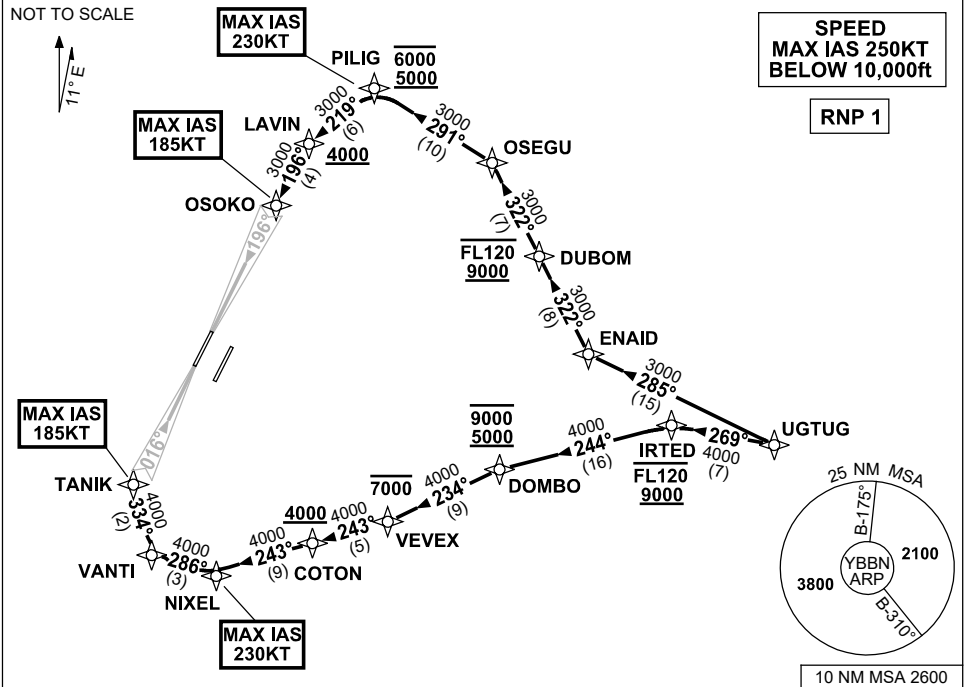 NOT TO SCALE
11° E
MAX IAS
230KT
PILIG
6000
5000
SPEED
MAX IAS 250KT
BELOW 10,000ft
RNP 1
MAX IAS
185KT
LAVIN
3000
219°
(6)
4000
3000
291°
(10)
OSEGU
3000
196°
(4)
OSOKO
196°
3000
322°
(7)
FL120
9000
DUBOM
3000
322°
(8)
ENAID
3000
285°
(15)
UGTUG
MAX IAS
185KT
016°
TANIK
9000
5000
4000
244°
(16)
IRTED
FL120
9000
269°
4000
(7)
DOMBO
7000
4000
234°
(9)
VEVEX
4000
4000
243°
(5)
COTON
4000
334°
(2)
VANTI
4000
286°
(3)
NIXEL
4000
243°
(9)
MAX IAS
230KT
25 NM MSA
B-175°
YBBN
ARP
2100
3800
B-310°
10 NM MSA 2600